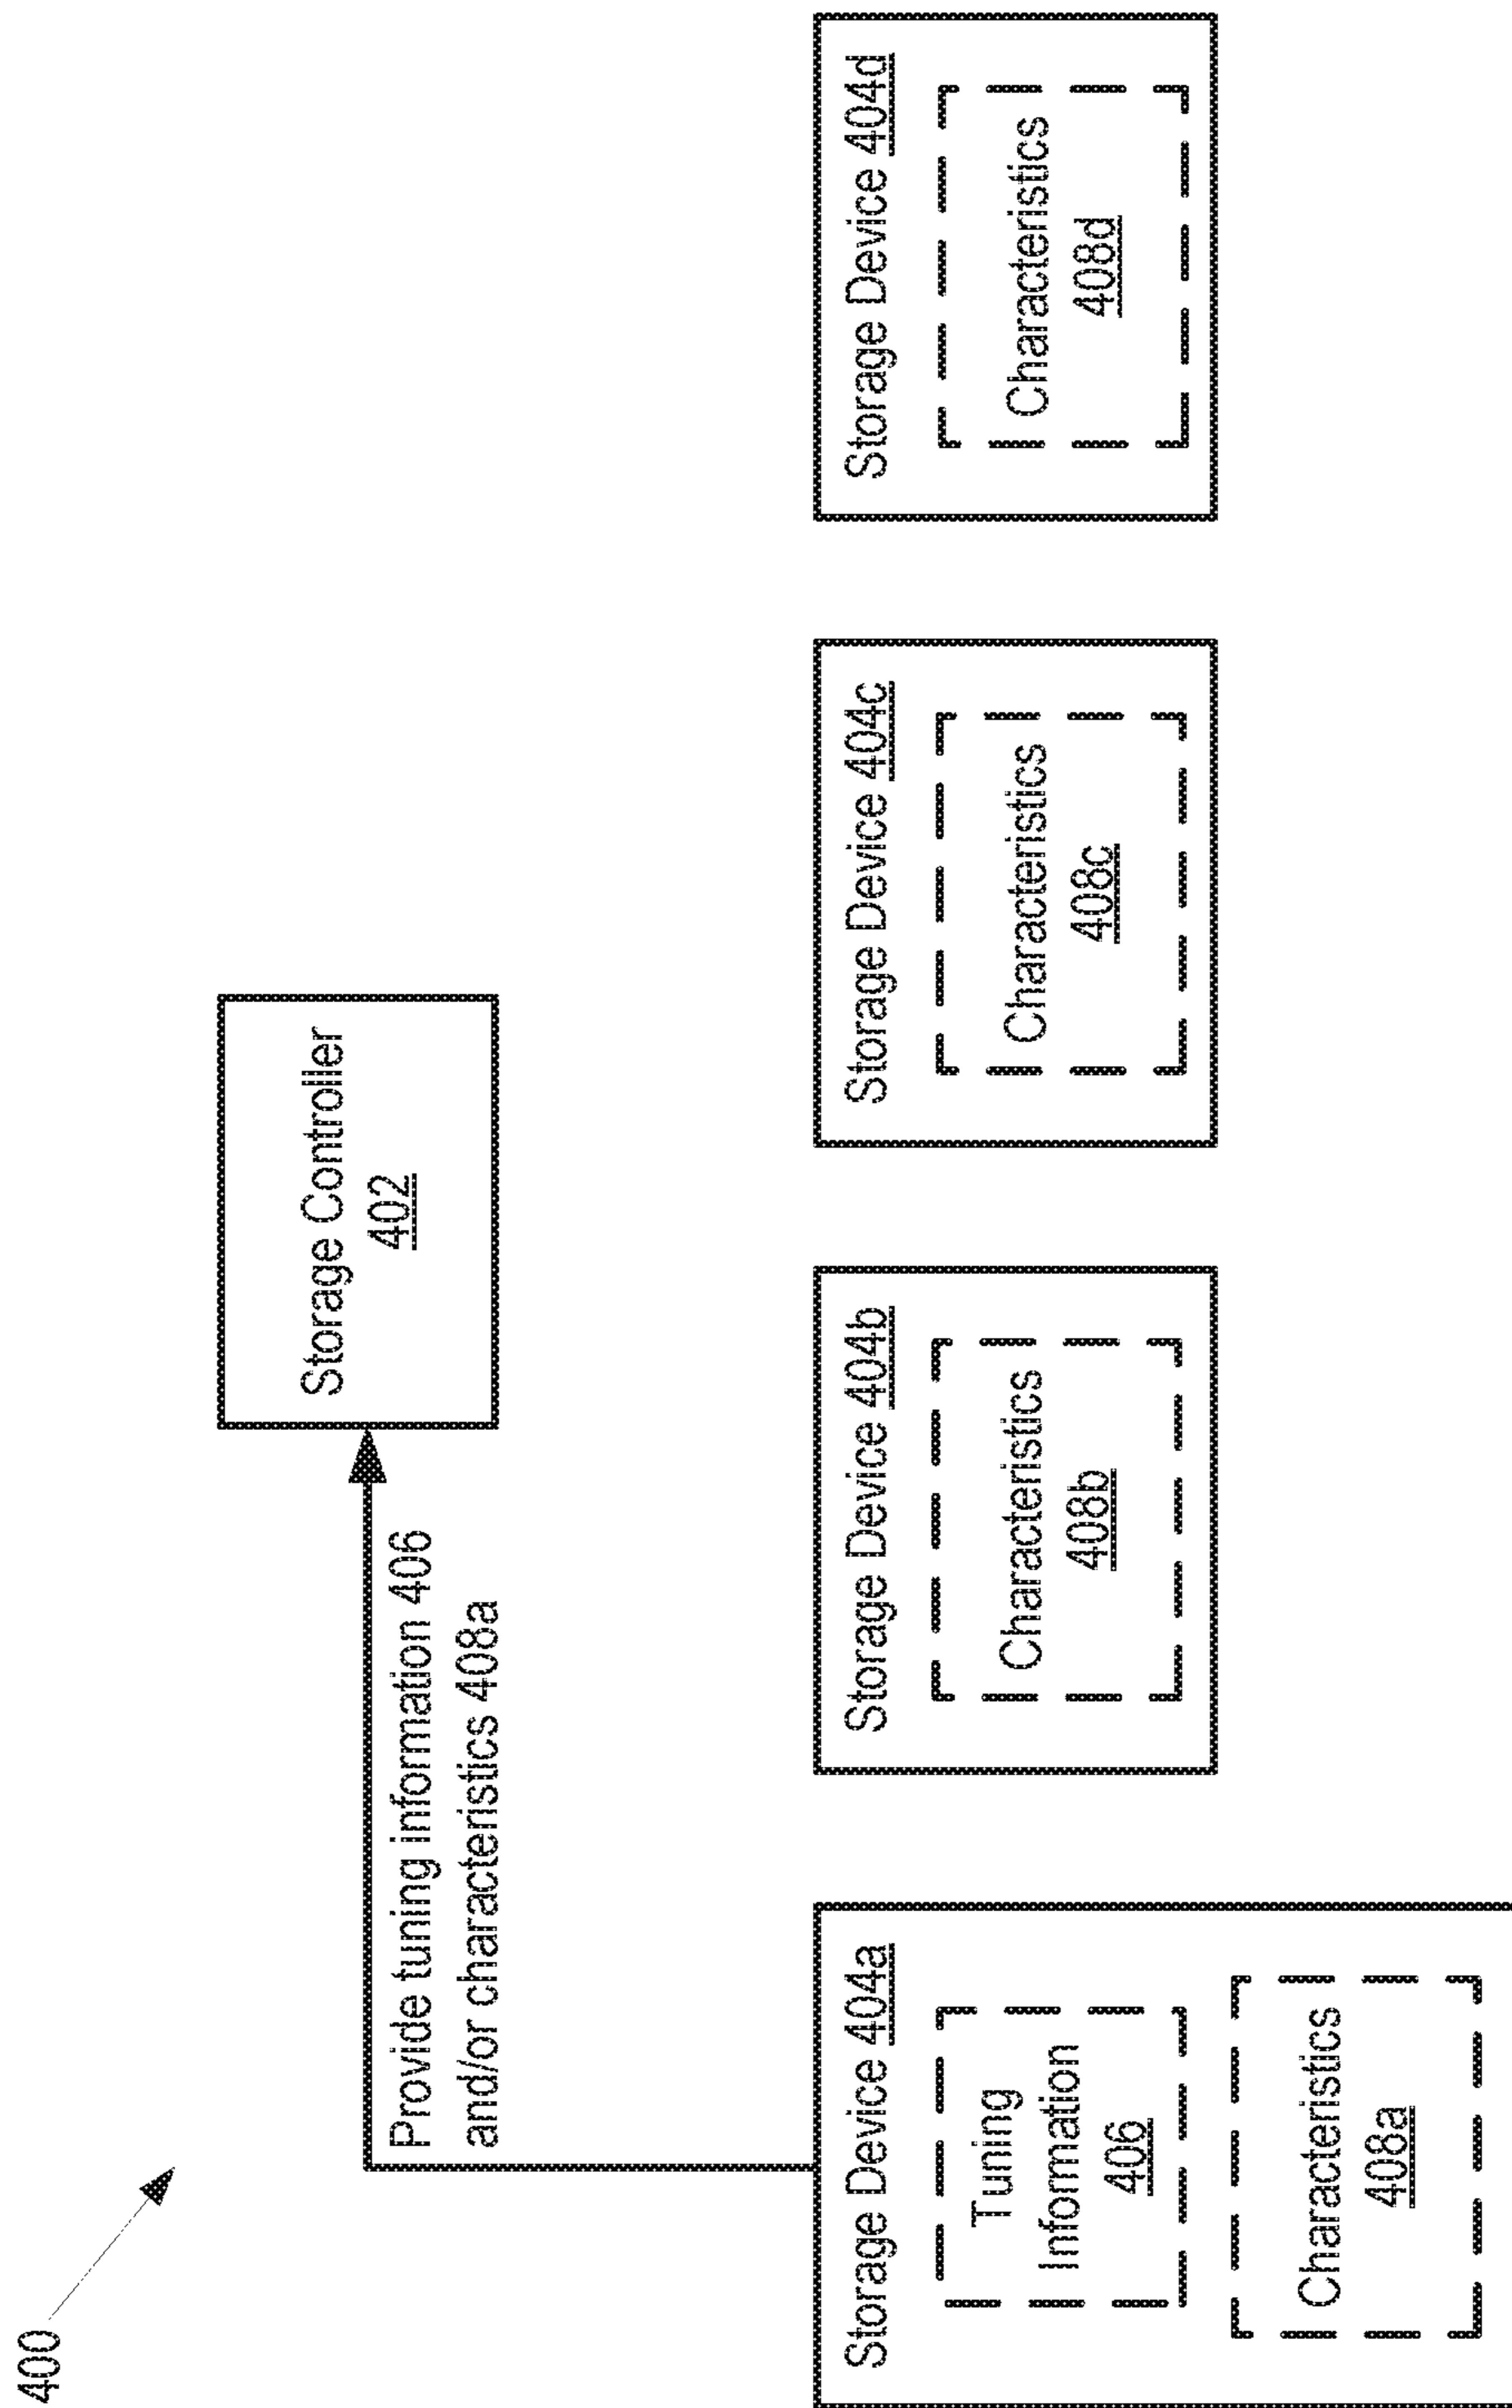 400
Storage Controller
402
Provide tuning information 406
and/or characteristics 408a
Storage Device 404a
Tuning
Information
406
Characteristics
408a
Storage Device 404b
Characteristics
408b
Storage Device 404c
Characteristics
408c
Storage Device 404d
Characteristics
408d